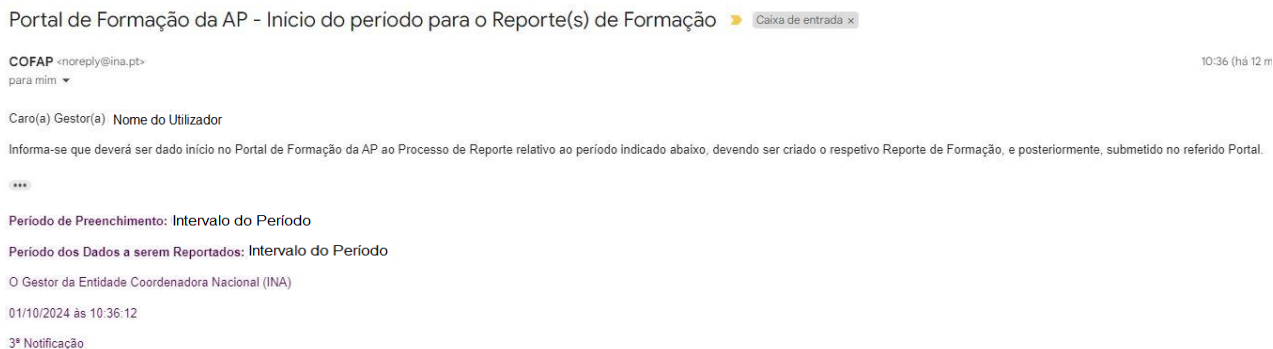 Portal de Formação da AP - Início do período para o Reporte(s) de Formação Caixa de entrada x
COFAP <noreply@ina.pt> 10:36 (há 12 m
para mim
Caro(a) Gestor(a) Nome do Utilizador
Informa-se que deverá ser dado início no Portal de Formação da AP ao Processo de Reporte relativo ao período indicado abaixo, devendo ser criado o respetivo Reporte de Formação, e posteriormente, submetido no referido Portal.
•••
Período de Preenchimento: Intervalo do Período
Período dos Dados a serem Reportados: Intervalo do Período
O Gestor da Entidade Coordenadora Nacional (INA)
01/10/2024 às 10:36:12
3ª Notificação